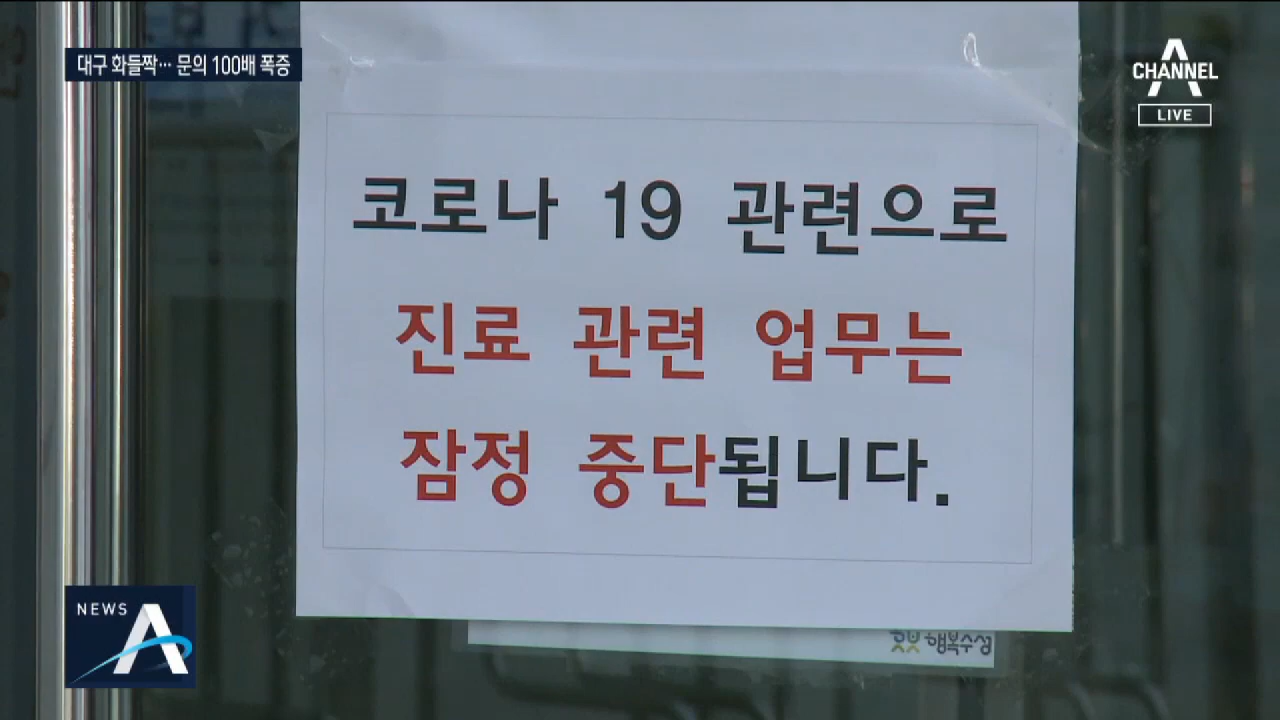 대구 화들짝… 문의 100배 폭증
CHANNEL A
LIVE
코로나 19 관련으로
진료 관련 업무는
잠정 중단됩니다.
NEWS A
행복수성